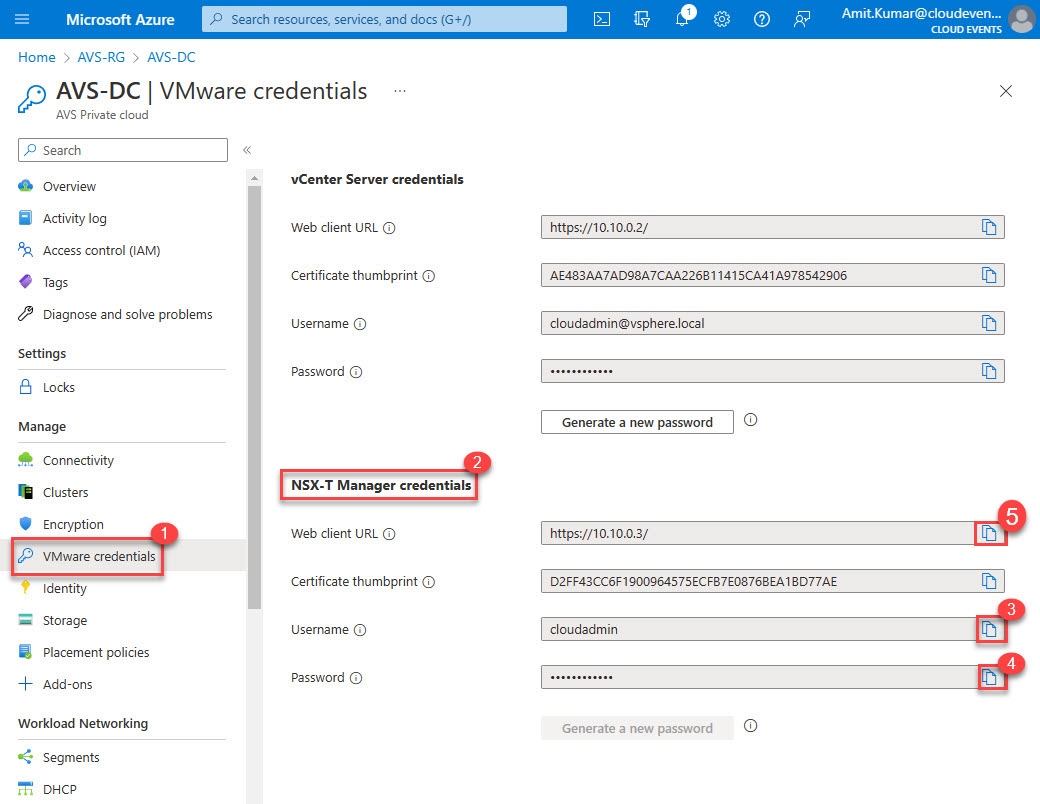 Microsoft Azure
Search resources, services, and docs (G+/)
1
Amit.Kumar@cloudeven...
CLOUD EVENTS
Home > AVS-RG > AVS-DC
AVS-DC | VMware credentials ...
AVS Private cloud
Search
«
Overview
Activity log
Access control (IAM)
Tags
Diagnose and solve problems
Settings
Locks
Manage
Connectivity
Clusters
Encryption
1
VMware credentials
Identity
Storage
Placement policies
Add-ons
Workload Networking
Segments
DHCP
vCenter Server credentials
Web client URL https://10.10.0.2/
Certificate thumbprint AE483AA7AD98A7CAA226B11415CA41A978542906
Username cloudadmin@vsphere.local
Password ••••••••••••
Generate a new password
2
NSX-T Manager credentials
5
Web client URL https://10.10.0.3/
Certificate thumbprint D2FF43CC6F1900964575ECFB7E0876BEA1BD77AE
3
Username cloudadmin
4
Password ••••••••••••
Generate a new password